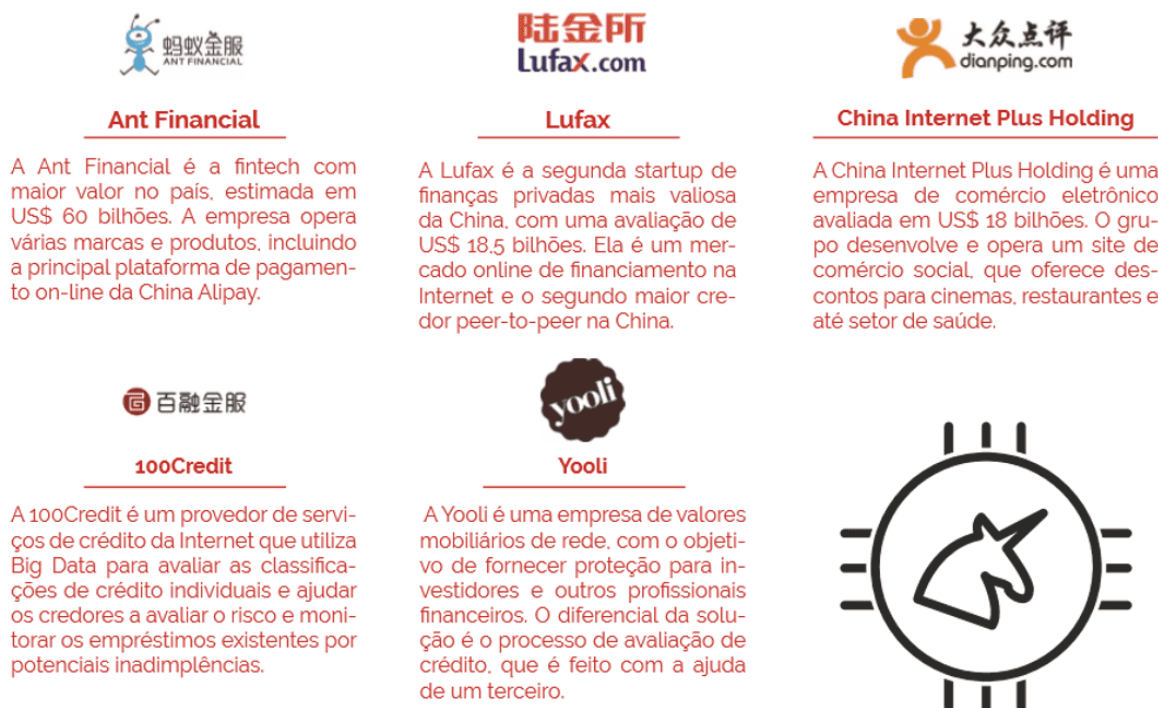 蚂蚁金服
ANT FINANCIAL
Ant Financial
A Ant Financial é a fintech com
maior valor no país, estimada em
US$ 60 bilhões. A empresa opera
várias marcas e produtos, incluindo
a principal plataforma de pagamen-
to on-line da China Alipay.
陆金所
Lufax.com
Lufax
A Lufax é a segunda startup de
finanças privadas mais valiosa
da China, com uma avaliação de
US$ 18,5 bilhões. Ela é um mer-
cado online de financiamento na
Internet e o segundo maior cre-
dor peer-to-peer na China.
大众点评
dianping.com
China Internet Plus Holding
A China Internet Plus Holding é uma
empresa de comércio eletrônico
avaliada em US$ 18 bilhões. O gru-
po desenvolve e opera um site de
comércio social, que oferece des-
contos para cinemas, restaurantes e
até setor de saúde.
百融金服
100Credit
A 100Credit é um provedor de servi-
ços de crédito da Internet que utiliza
Big Data para avaliar as classifica-
ções de crédito individuais e ajudar
os credores a avaliar o risco e moni-
torar os empréstimos existentes por
potenciais inadimplências.
yooli
Yooli
A Yooli é uma empresa de valores
mobiliários de rede, com o objeti-
vo de fornecer proteção para in-
vestidores e outros profissionais
financeiros. O diferencial da solu-
ção é o processo de avaliação de
crédito, que é feito com a ajuda
de um terceiro.